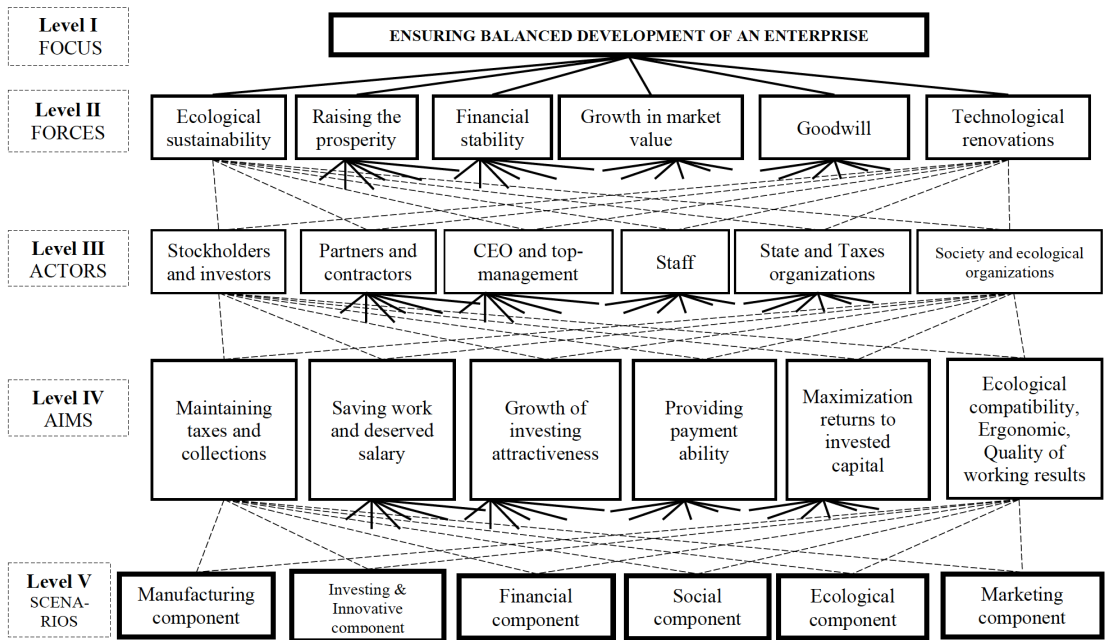 Level I
FOCUS
ENSURING BALANCED DEVELOPMENT OF AN ENTERPRISE
Level II
FORCES
Ecological
sustainability
Raising the
prosperity
Financial
stability
Growth in market
value
Goodwill
Technological
renovations
Level III
ACTORS
Stockholders
and investors
Partners and
contractors
CEO and top-
management
Staff
State and Taxes
organizations
Society and ecological
organizations
Level IV
AIMS
Maintaining
taxes and
collections
Saving work
and deserved
salary
Growth of
investing
attractiveness
Providing
payment
ability
Maximization
returns to
invested
capital
Ecological
compatibility,
Ergonomic,
Quality of
working results
Level V
SCENA-
RIOS
Manufacturing
component
Investing &
Innovative
component
Financial
component
Social
component
Ecological
component
Marketing
component